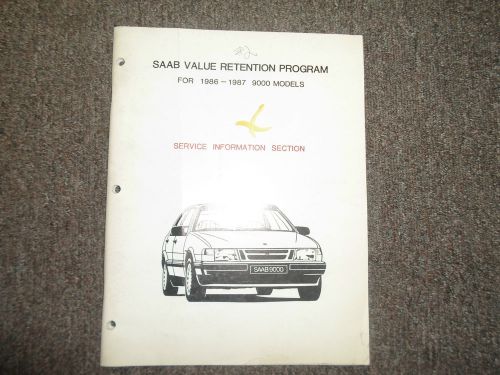 SAAB VALUE RETENTION PROGRAM
FOR 1986 - 1987 9000 MODELS
SERVICE INFORMATION SECTION
SAAB 9000